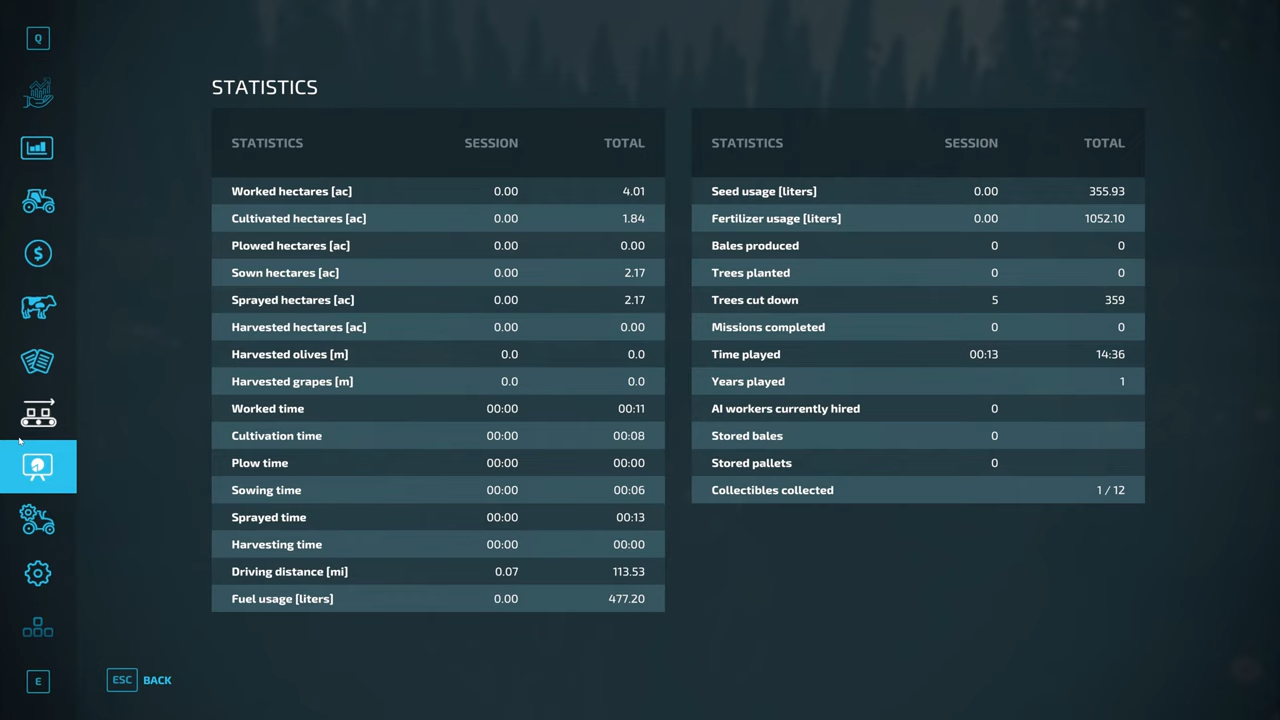 Q
STATISTICS
STATISTICS SESSION TOTAL
Worked hectares [ac] 0.00 4.01
Cultivated hectares [ac] 0.00 1.84
Plowed hectares [ac] 0.00 0.00
Sown hectares [ac] 0.00 2.17
Sprayed hectares [ac] 0.00 2.17
Harvested hectares [ac] 0.00 0.00
Harvested olives [m] 0.0 0.0
Harvested grapes [m] 0.0 0.0
Worked time 00:00 00:11
Cultivation time 00:00 00:08
Plow time 00:00 00:00
Sowing time 00:00 00:06
Sprayed time 00:00 00:13
Harvesting time 00:00 00:00
Driving distance [mi] 0.07 113.53
Fuel usage [liters] 0.00 477.20
STATISTICS SESSION TOTAL
Seed usage [liters] 0.00 355.93
Fertilizer usage [liters] 0.00 1052.10
Bales produced 0 0
Trees planted 0 0
Trees cut down 5 359
Missions completed 0 0
Time played 00:13 14:36
Years played 1
AI workers currently hired 0
Stored bales 0
Stored pallets 0
Collectibles collected 1 / 12
E
ESC BACK